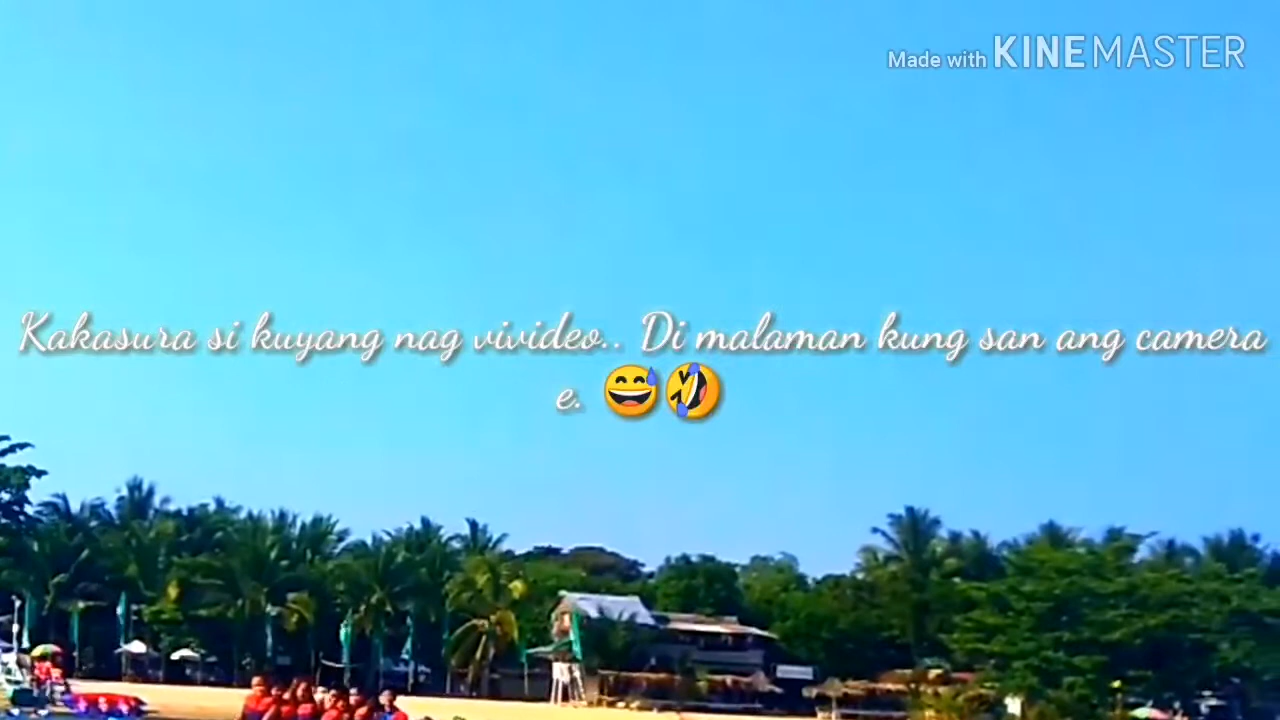 Made with KINEMASTER
Kakasura si kuyang nag vivideo.. Di malaman kung san ang camera
e. 😅🤣